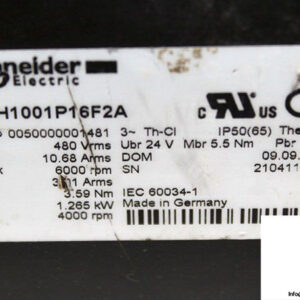 hneider
Electric
H1001P16F2A
0050000001481 3~ Th-Cl IP50(65) The
480 Vrms Ubr 24 V Mbr 5.5 Nm Pbr
10.68 Arms DOM 09.09.
6000 rpm SN 210411
Arms
3.59 Nm IEC 60034-1
1.265 kW Made in Germany
4000 rpm